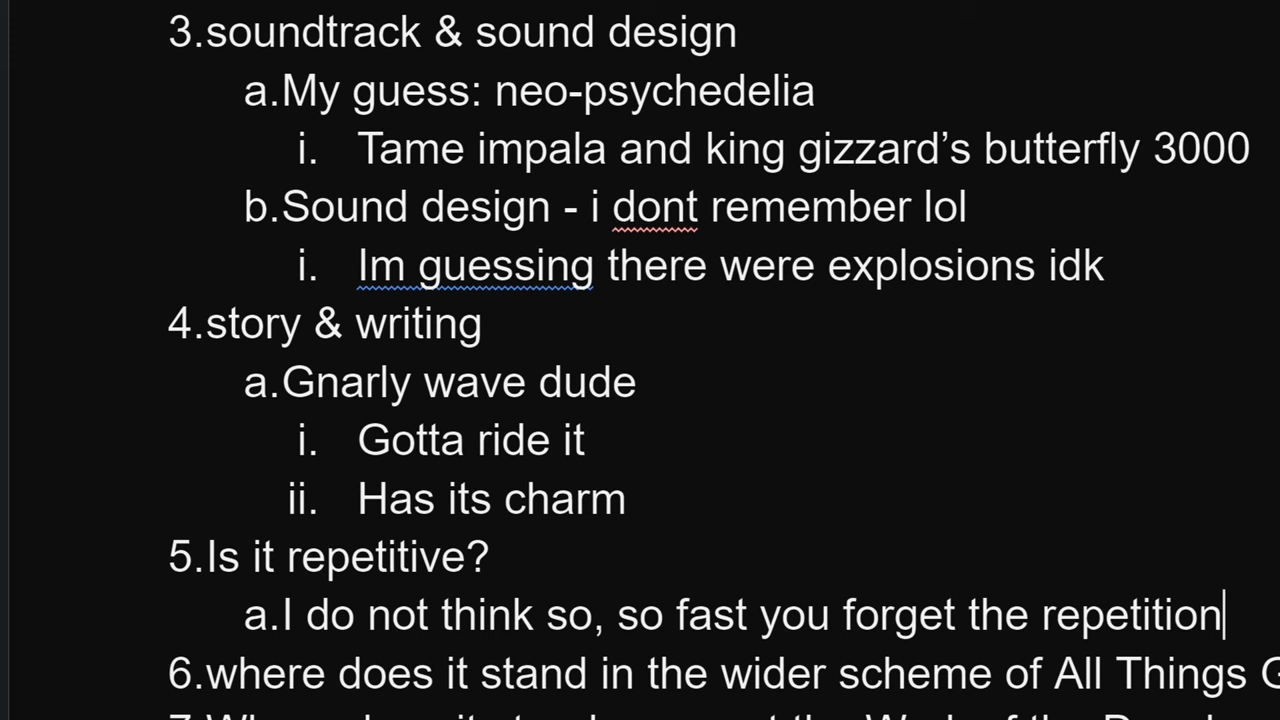 3.soundtrack & sound design
a.My guess: neo-psychedelia
i. Tame impala and king gizzard’s butterfly 3000
b.Sound design - i dont remember lol
i. Im guessing there were explosions idk
4.story & writing
a.Gnarly wave dude
i. Gotta ride it
ii. Has its charm
5.Is it repetitive?
a.I do not think so, so fast you forget the repetition
6.where does it stand in the wider scheme of All Things